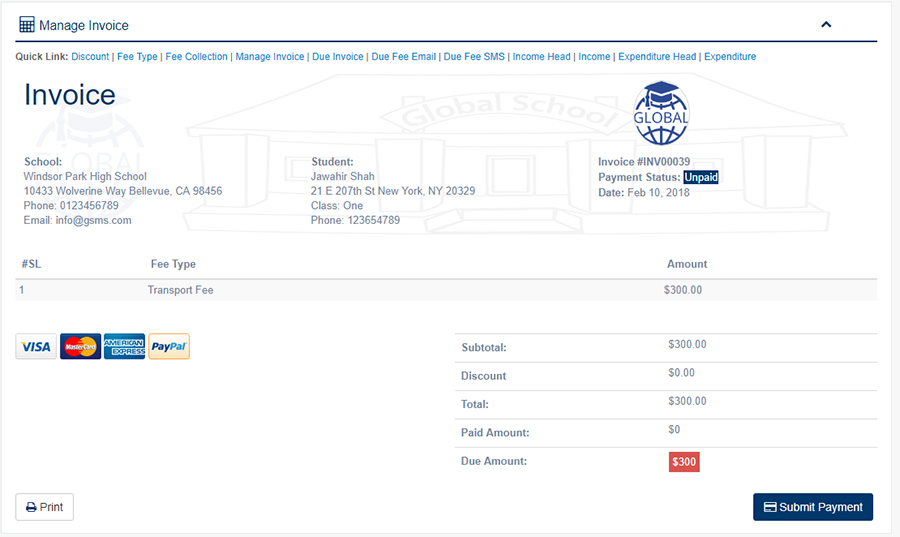 Manage Invoice
Quick Link: Discount | Fee Type | Fee Collection | Manage Invoice | Due Invoice | Due Fee Email | Due Fee SMS | Income Head | Income | Expenditure Head | Expenditure
Invoice
Global School
GLOBAL
GLOBAL
School:
Windsor Park High School
10433 Wolverine Way Bellevue, CA 98456
Phone: 0123456789
Email: info@gsms.com
Student:
Jawahir Shah
21 E 207th St New York, NY 20329
Class: One
Phone: 123654789
Invoice #INV00039
Payment Status: Unpaid
Date: Feb 10, 2018
#SL Fee Type Amount
1 Transport Fee $300.00
VISA MasterCard AMERICAN EXPRESS PayPal
Subtotal: $300.00
Discount $0.00
Total: $300.00
Paid Amount: $0
Due Amount: $300
Print
Submit Payment